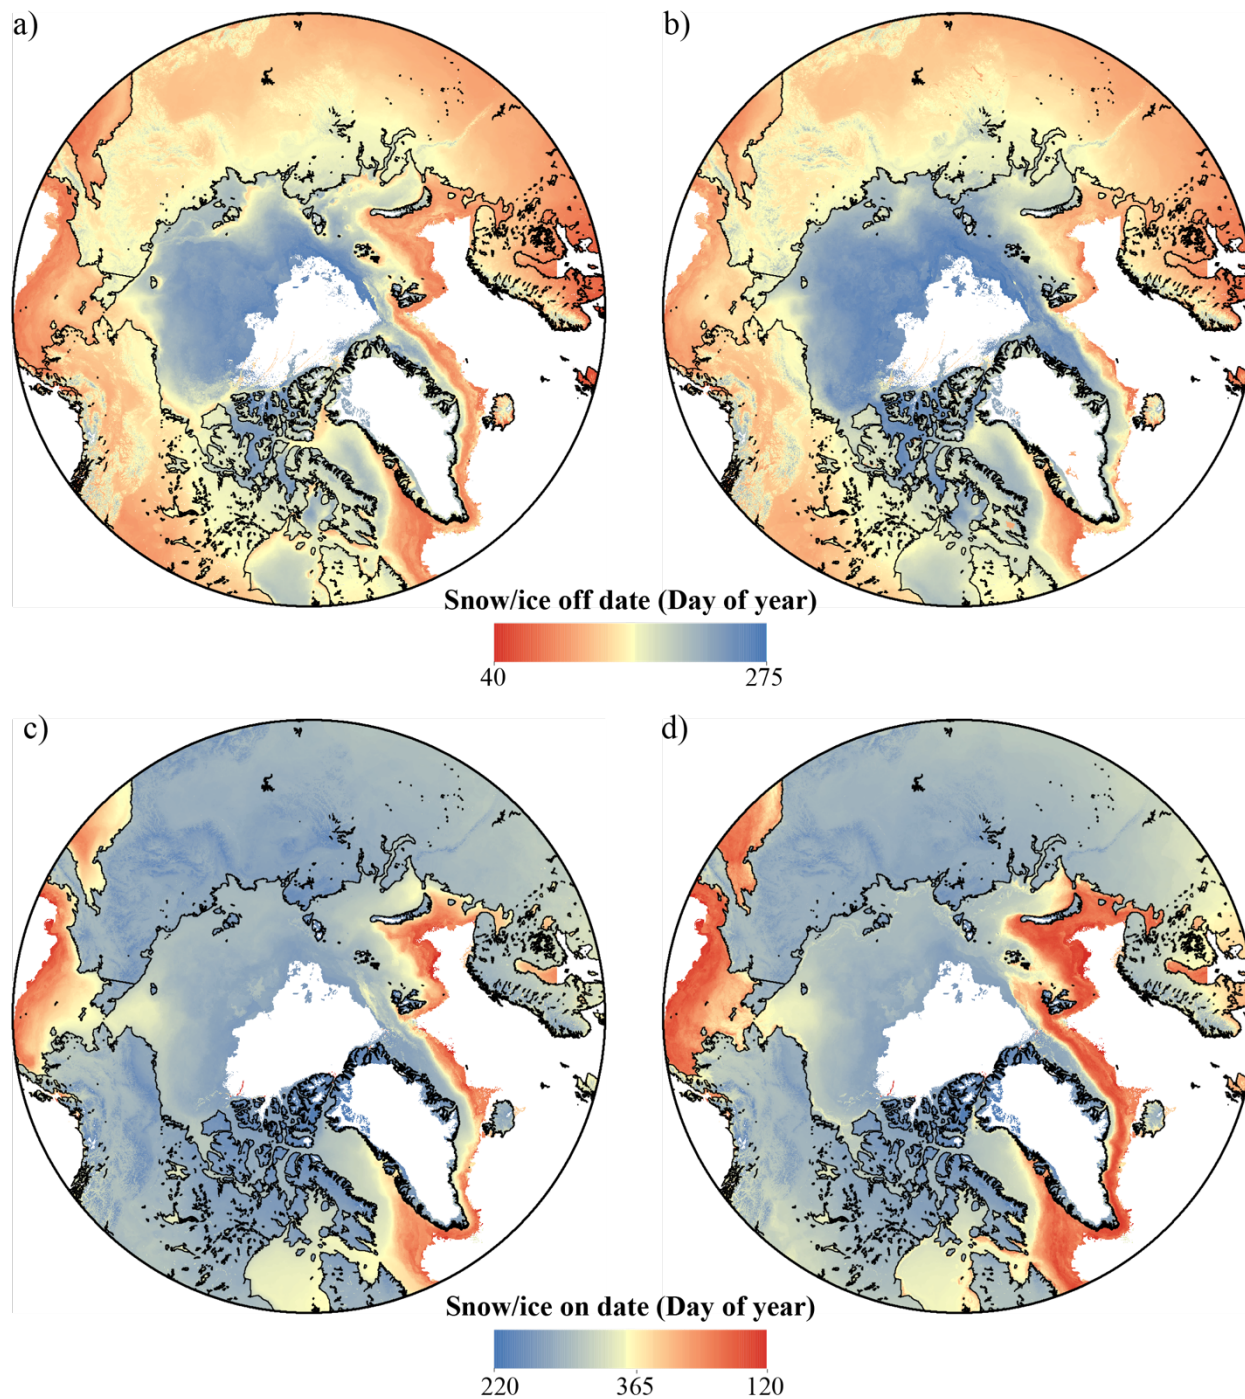 a)
b)
Snow/ice off date (Day of year)
40
275
c)
d)
Snow/ice on date (Day of year)
220
365
120